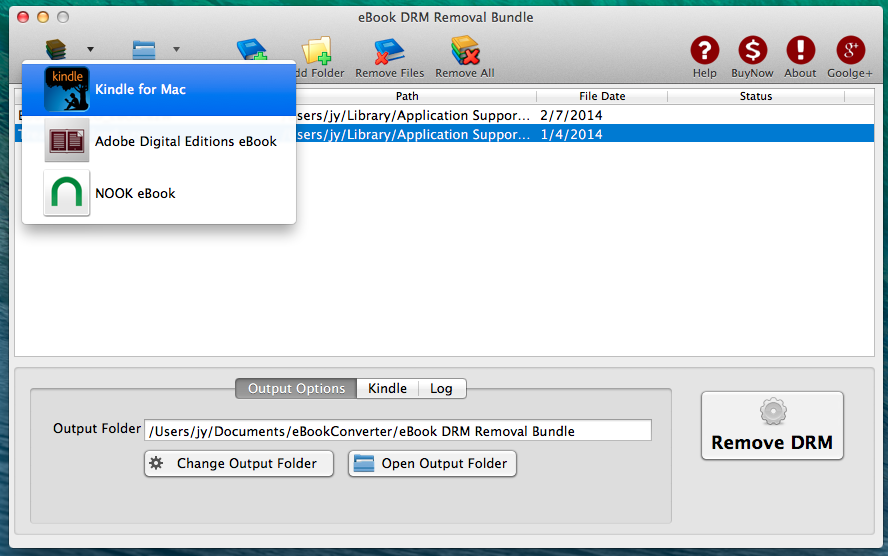 eBook DRM Removal Bundle
dd Folder
Remove Files
Remove All
Help
BuyNow
About
Goolge+
kindle
Kindle for Mac
Adobe Digital Editions eBook
NOOK eBook
Path
File Date
Status
sers/jy/Library/Application Suppor...
2/7/2014
sers/jy/Library/Application Suppor...
1/4/2014
Output Options
Kindle
Log
Output Folder
/Users/jy/Documents/eBookConverter/eBook DRM Removal Bundle
Change Output Folder
Open Output Folder
Remove DRM